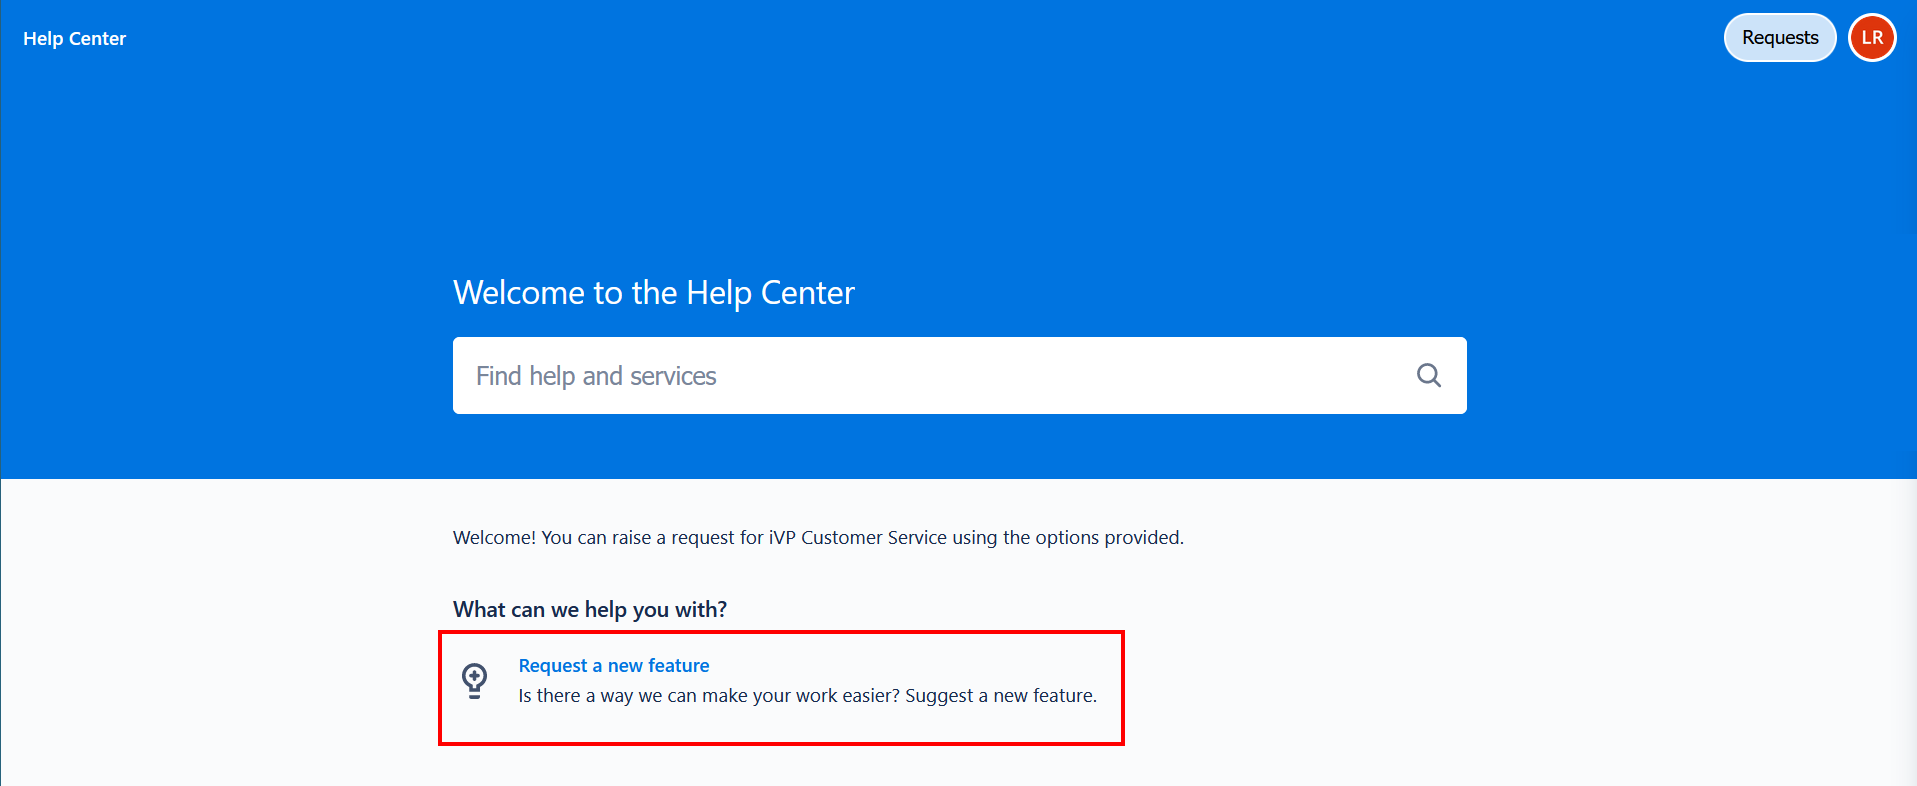 Help Center
Requests
LR
Welcome to the Help Center
Find help and services
Welcome! You can raise a request for iVP Customer Service using the options provided.
What can we help you with?
Request a new feature
Is there a way we can make your work easier? Suggest a new feature.